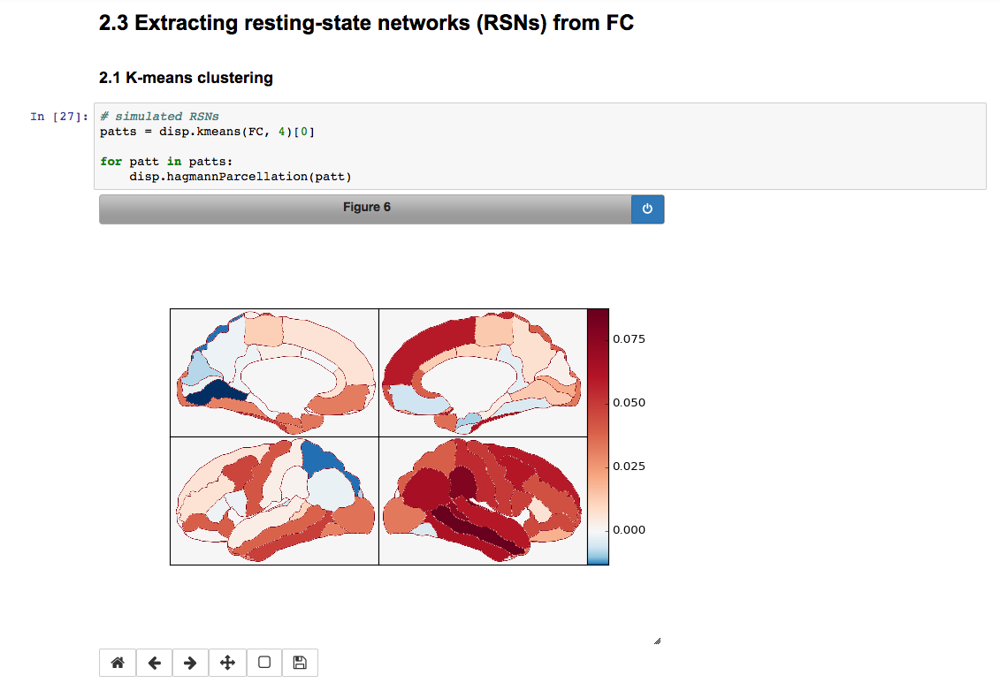 2.3 Extracting resting-state networks (RSNs) from FC
2.1 K-means clustering
In [27]:
# simulated RSNs
patts = disp.kmeans(FC, 4)[0]
for patt in patts:
    disp.hagmannParcellation(patt)
Figure 6
0.075
0.050
0.025
0.000